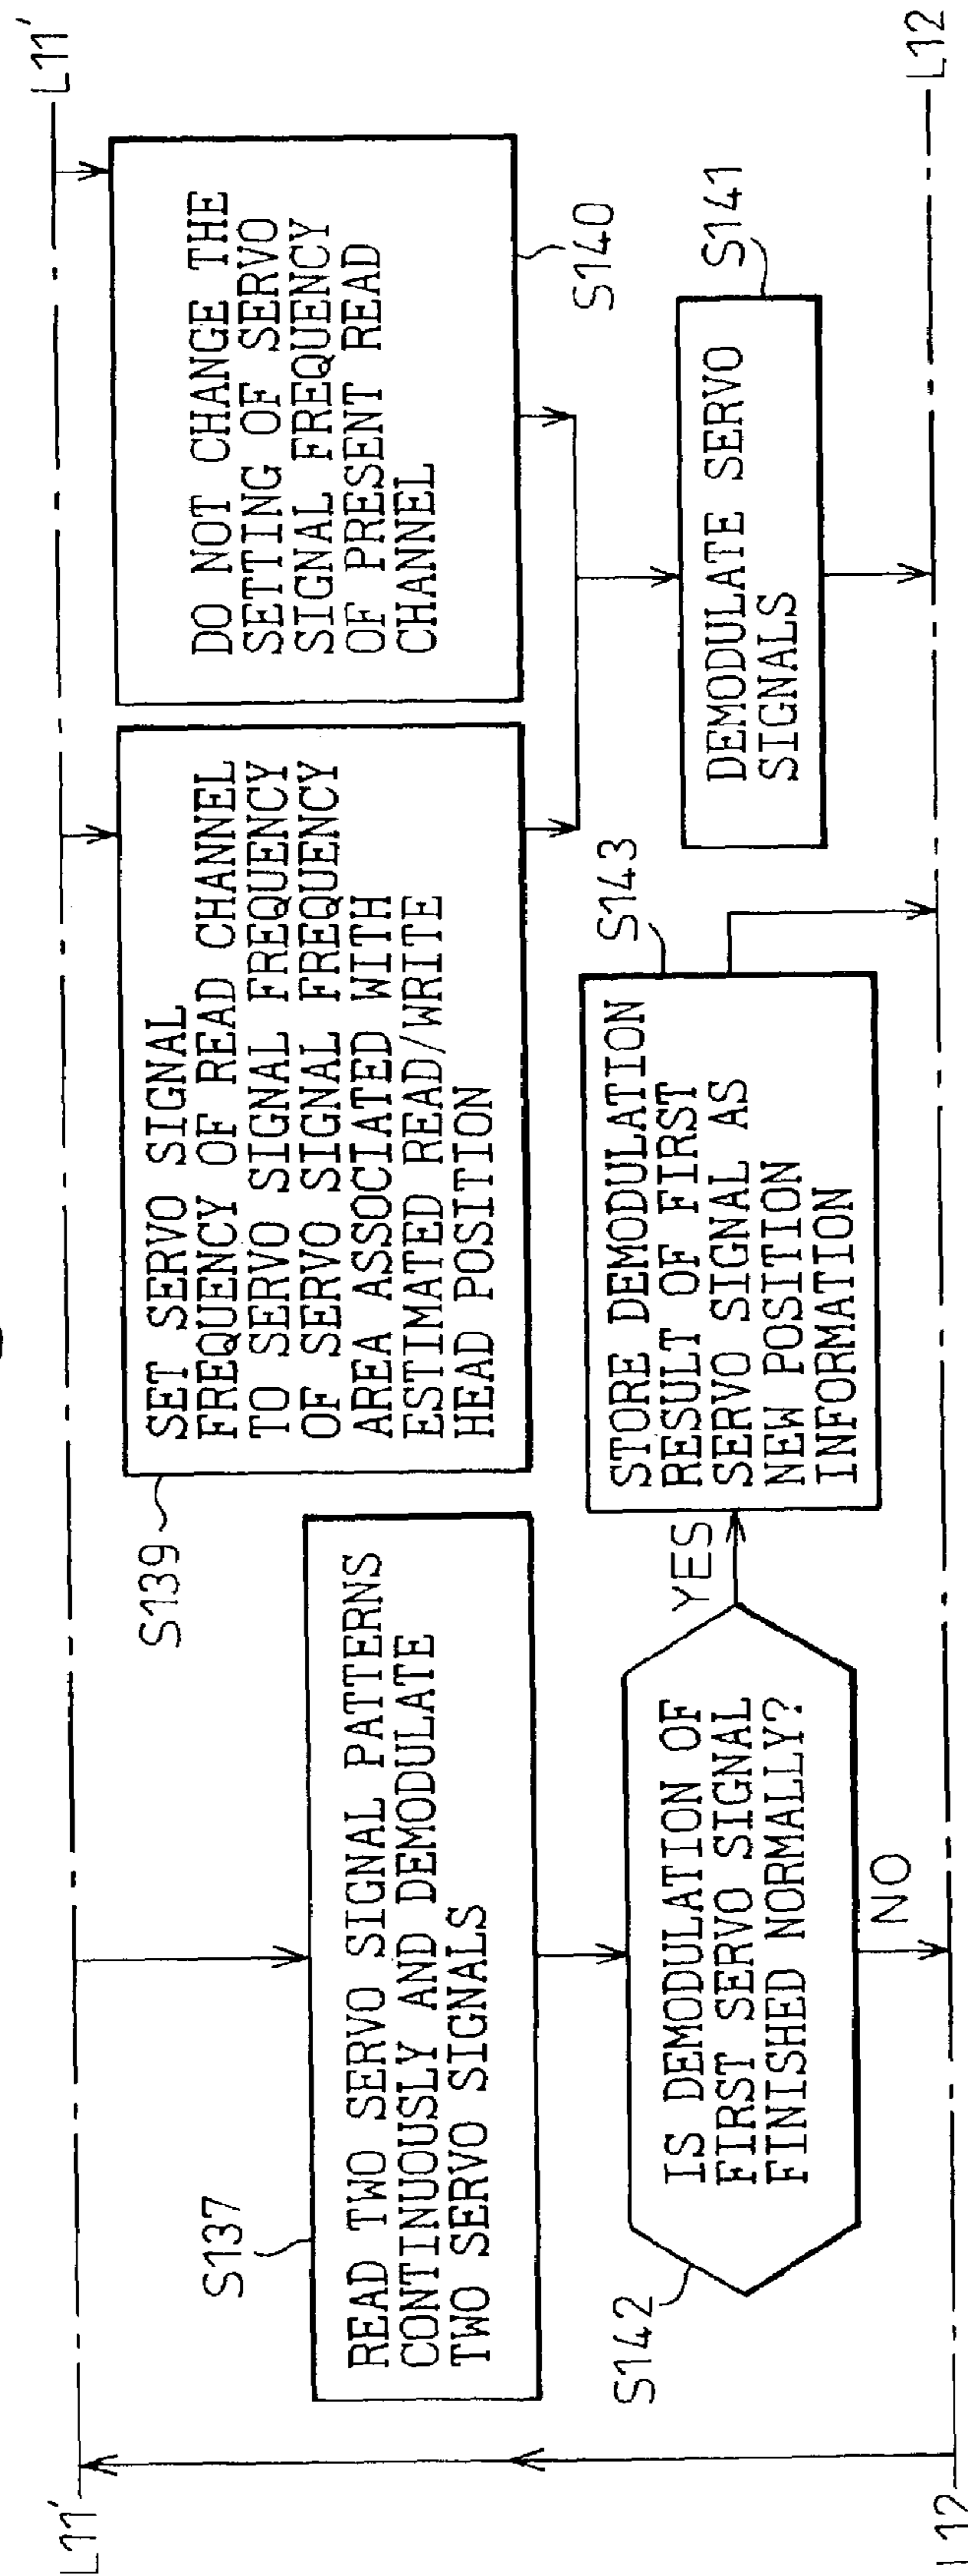 L11′
L11′
S137
READ TWO SERVO SIGNAL PATTERNS
CONTINUOUSLY AND DEMODULATE
TWO SERVO SIGNALS
S139
SET SERVO SIGNAL
FREQUENCY OF READ CHANNEL
TO SERVO SIGNAL FREQUENCY
OF SERVO SIGNAL FREQUENCY
AREA ASSOCIATED WITH
ESTIMATED READ/WRITE
HEAD POSITION
DO NOT CHANGE THE
SETTING OF SERVO
SIGNAL FREQUENCY
OF PRESENT READ
CHANNEL
S140
S142
IS DEMODULATION OF
FIRST SERVO SIGNAL
FINISHED NORMALLY?
YES
NO
S143
STORE DEMODULATION
RESULT OF FIRST
SERVO SIGNAL AS
NEW POSITION
INFORMATION
S141
DEMODULATE SERVO
SIGNALS
L12
L12